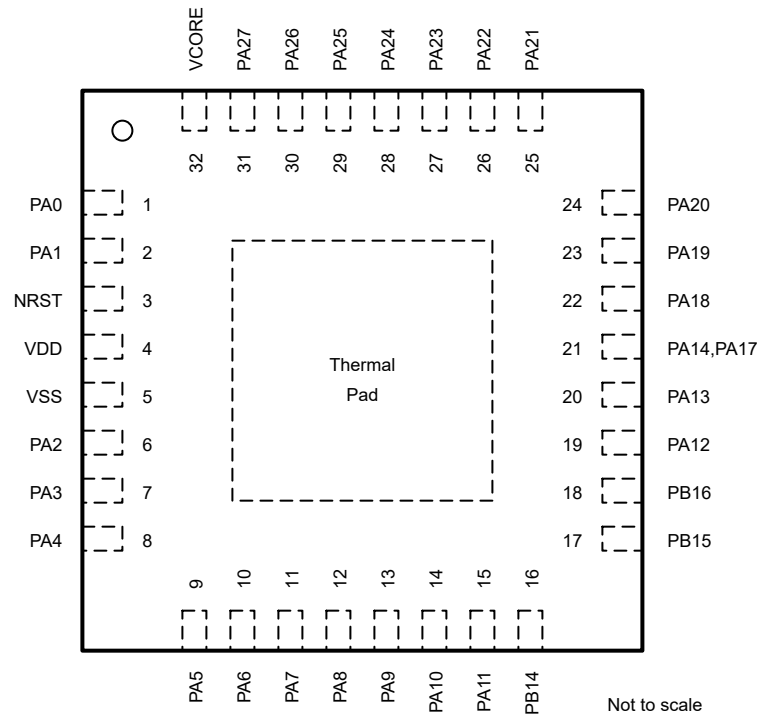 VCORE PA27 PA26 PA25 PA24 PA23 PA22 PA21
32 31 30 29 28 27 26 25
PA0 1 24 PA20
PA1 2 23 PA19
NRST 3 22 PA18
VDD 4 21 PA14,PA17
VSS 5 20 PA13
PA2 6 19 PA12
PA3 7 18 PB16
PA4 8 17 PB15
Thermal
Pad
9 10 11 12 13 14 15 16
PA5 PA6 PA7 PA8 PA9 PA10 PA11 PB14
Not to scale